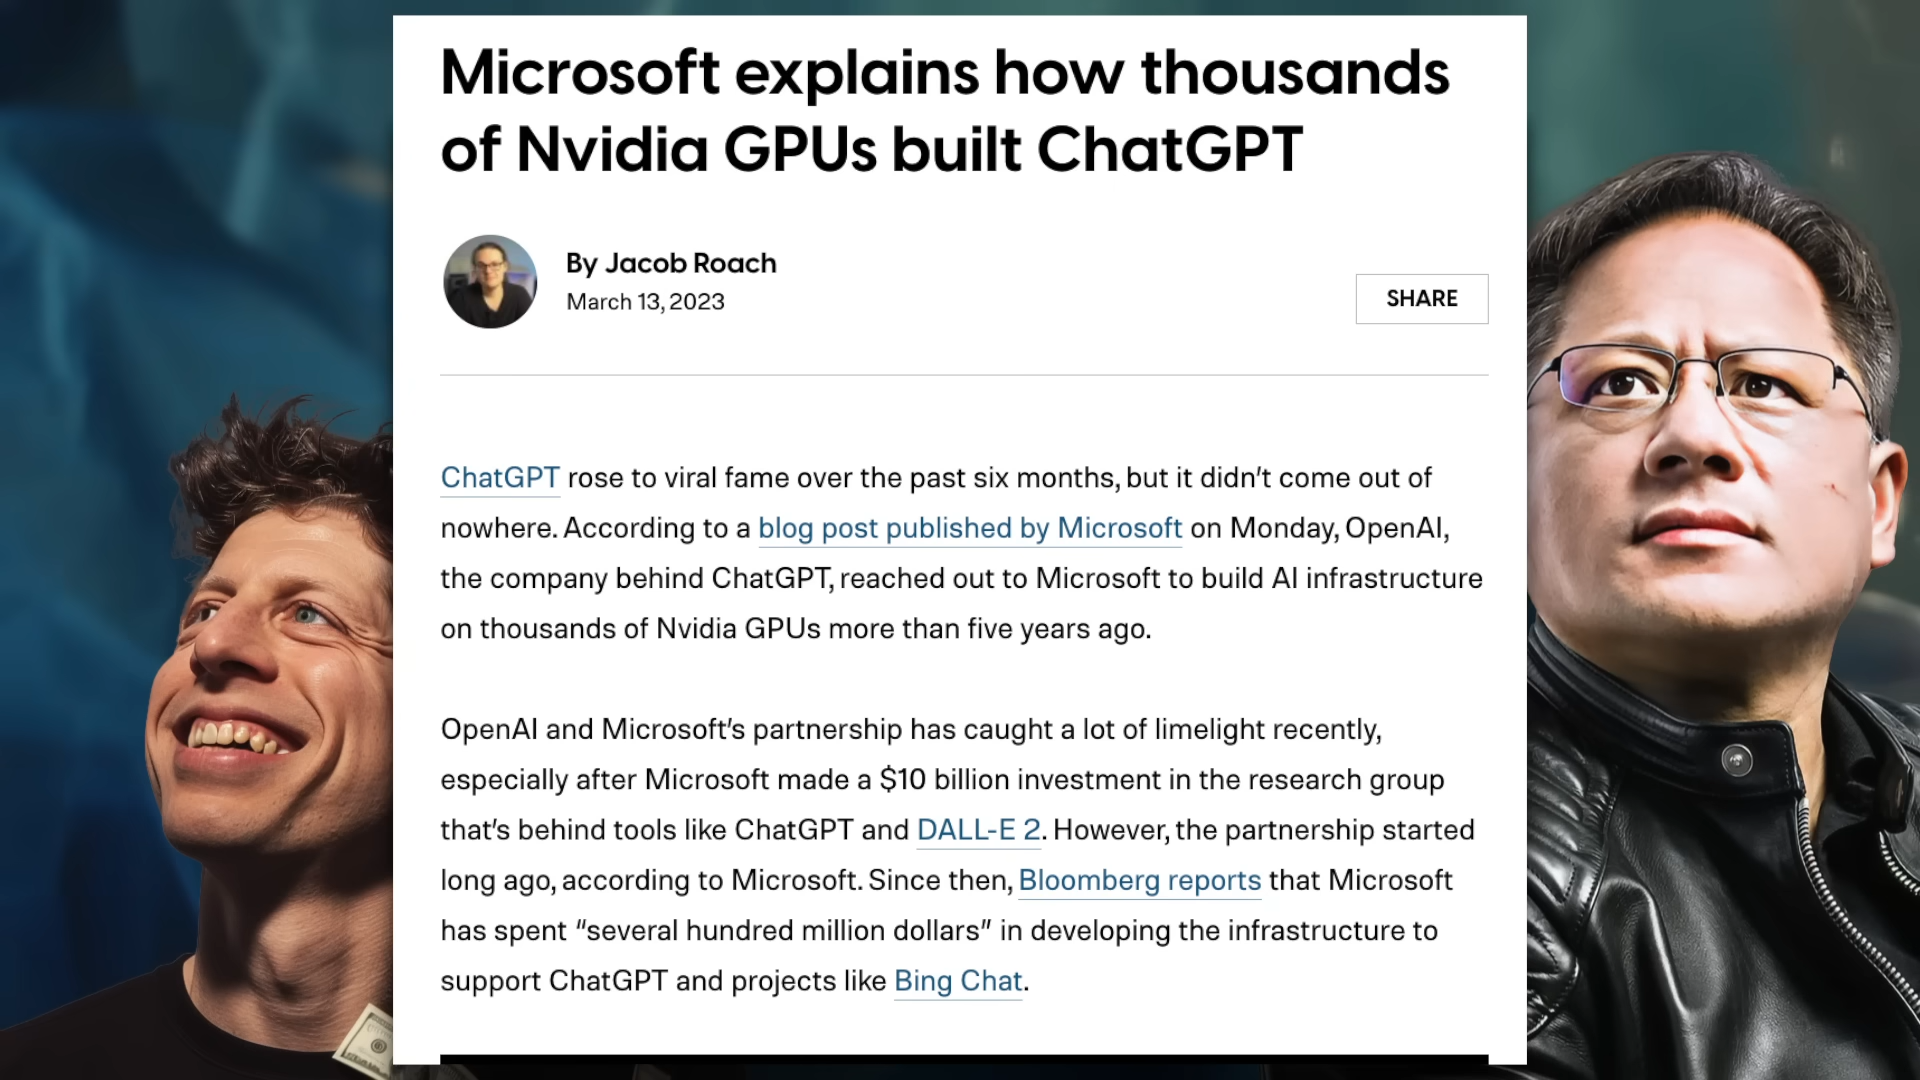 Microsoft explains how thousands
of Nvidia GPUs built ChatGPT
By Jacob Roach
March 13, 2023
SHARE
ChatGPT rose to viral fame over the past six months, but it didn't come out of
nowhere. According to a blog post published by Microsoft on Monday, OpenAI,
the company behind ChatGPT, reached out to Microsoft to build AI infrastructure
on thousands of Nvidia GPUs more than five years ago.
OpenAI and Microsoft's partnership has caught a lot of limelight recently,
especially after Microsoft made a $10 billion investment in the research group
that's behind tools like ChatGPT and DALL-E 2. However, the partnership started
long ago, according to Microsoft. Since then, Bloomberg reports that Microsoft
has spent “several hundred million dollars” in developing the infrastructure to
support ChatGPT and projects like Bing Chat.